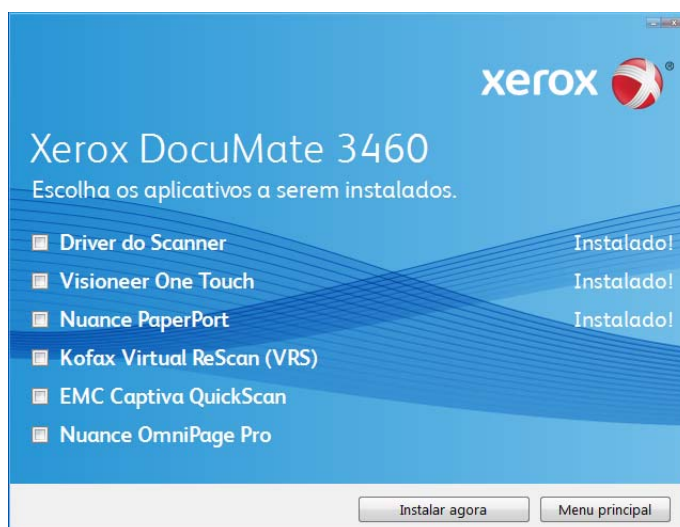 xerox
Xerox DocuMate 3460
Escolha os aplicativos a serem instalados.
Driver do Scanner Instalado!
Visioneer One Touch Instalado!
Nuance PaperPort Instalado!
Kofax Virtual ReScan (VRS)
EMC Captiva QuickScan
Nuance OmniPage Pro
Instalar agora Menu principal